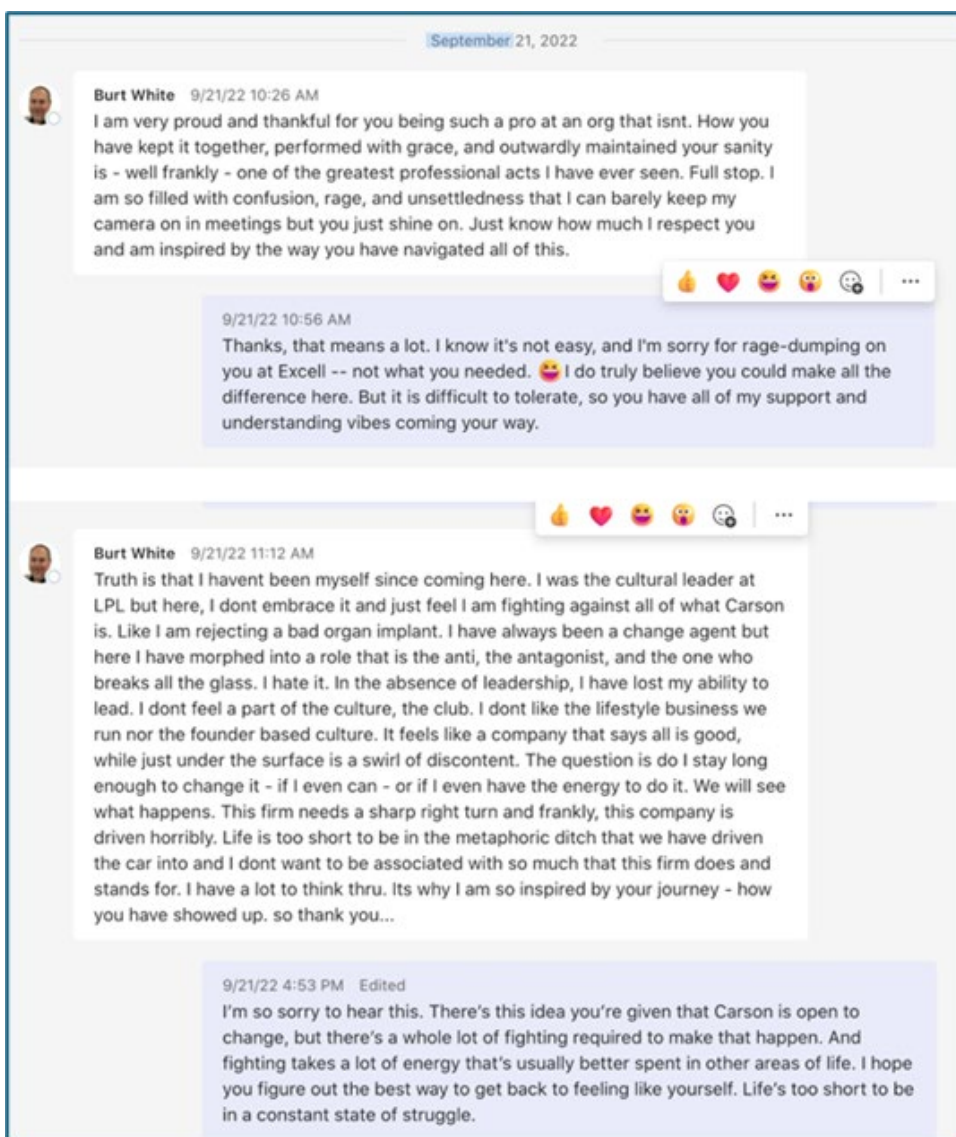 September 21, 2022
Burt White 9/21/22 10:26 AM
I am very proud and thankful for you being such a pro at an org that isnt. How you
have kept it together, performed with grace, and outwardly maintained your sanity
is - well frankly - one of the greatest professional acts I have ever seen. Full stop. I
am so filled with confusion, rage, and unsettledness that I can barely keep my
camera on in meetings but you just shine on. Just know how much I respect you
and am inspired by the way you have navigated all of this.
9/21/22 10:56 AM
Thanks, that means a lot. I know it's not easy, and I'm sorry for rage-dumping on
you at Excell -- not what you needed. 😆 I do truly believe you could make all the
difference here. But it is difficult to tolerate, so you have all of my support and
understanding vibes coming your way.
Burt White 9/21/22 11:12 AM
Truth is that I havent been myself since coming here. I was the cultural leader at
LPL but here, I dont embrace it and just feel I am fighting against all of what Carson
is. Like I am rejecting a bad organ implant. I have always been a change agent but
here I have morphed into a role that is the anti, the antagonist, and the one who
breaks all the glass. I hate it. In the absence of leadership, I have lost my ability to
lead. I dont feel a part of the culture, the club. I dont like the lifestyle business we
run nor the founder based culture. It feels like a company that says all is good,
while just under the surface is a swirl of discontent. The question is do I stay long
enough to change it - if I even can - or if I even have the energy to do it. We will see
what happens. This firm needs a sharp right turn and frankly, this company is
driven horribly. Life is too short to be in the metaphoric ditch that we have driven
the car into and I dont want to be associated with so much that this firm does and
stands for. I have a lot to think thru. Its why I am so inspired by your journey - how
you have showed up. so thank you...
9/21/22 4:53 PM Edited
I'm so sorry to hear this. There's this idea you're given that Carson is open to
change, but there's a whole lot of fighting required to make that happen. And
fighting takes a lot of energy that's usually better spent in other areas of life. I hope
you figure out the best way to get back to feeling like yourself. Life's too short to be
in a constant state of struggle.